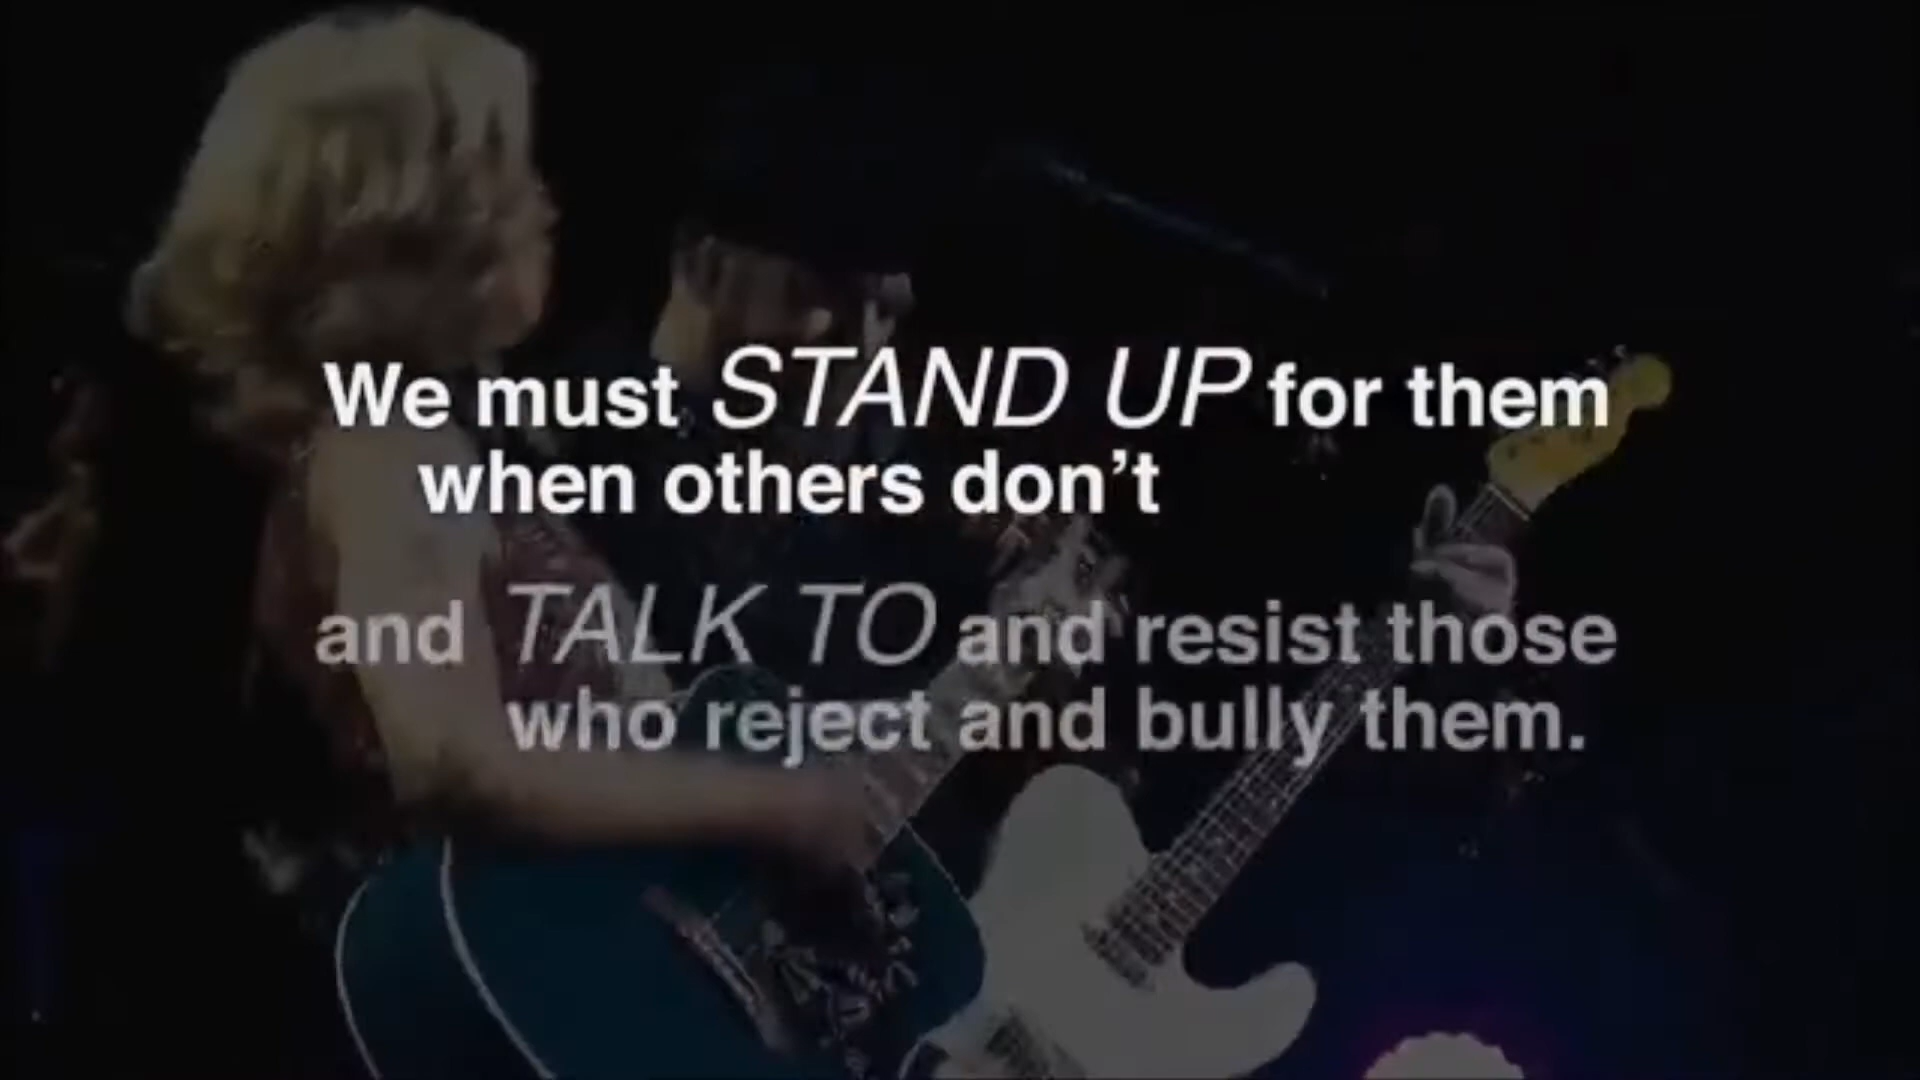 We must STAND UP for them
when others don’t
and TALK TO and resist those
who reject and bully them.